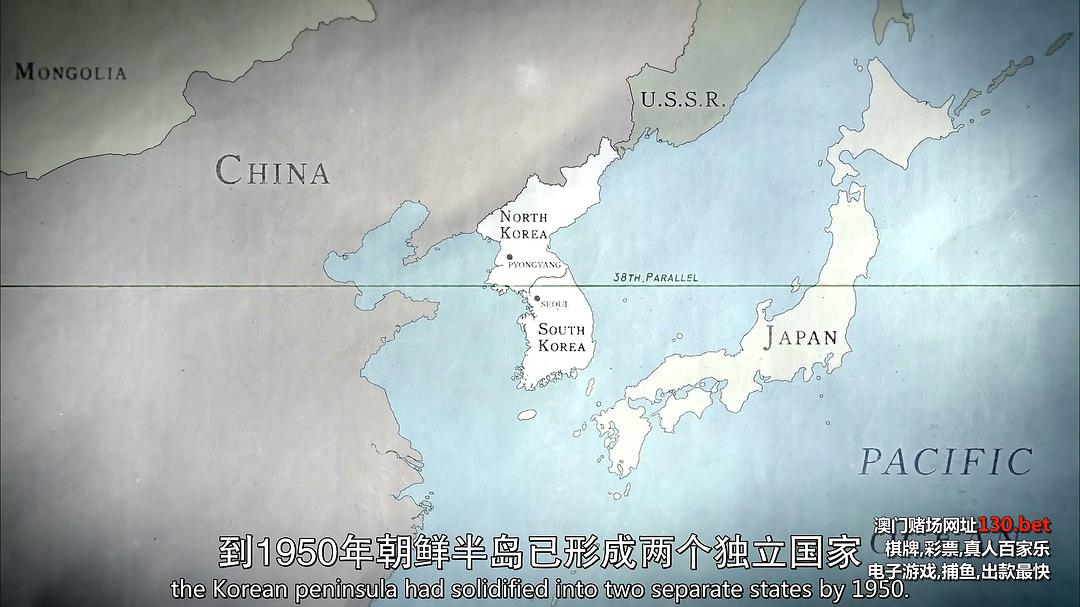 MONGOLIA
U.S.S.R.
CHINA
NORTH
KOREA
PYONGYANG
38TH PARALLEL
SEOUL
SOUTH
KOREA
JAPAN
PACIFIC
澳门赌场网址130.bet
棋牌,彩票,真人百家乐
电子游戏,捕鱼,出款最快
到1950年朝鲜半岛已形成两个独立国家
the Korean peninsula had solidified into two separate states by 1950.